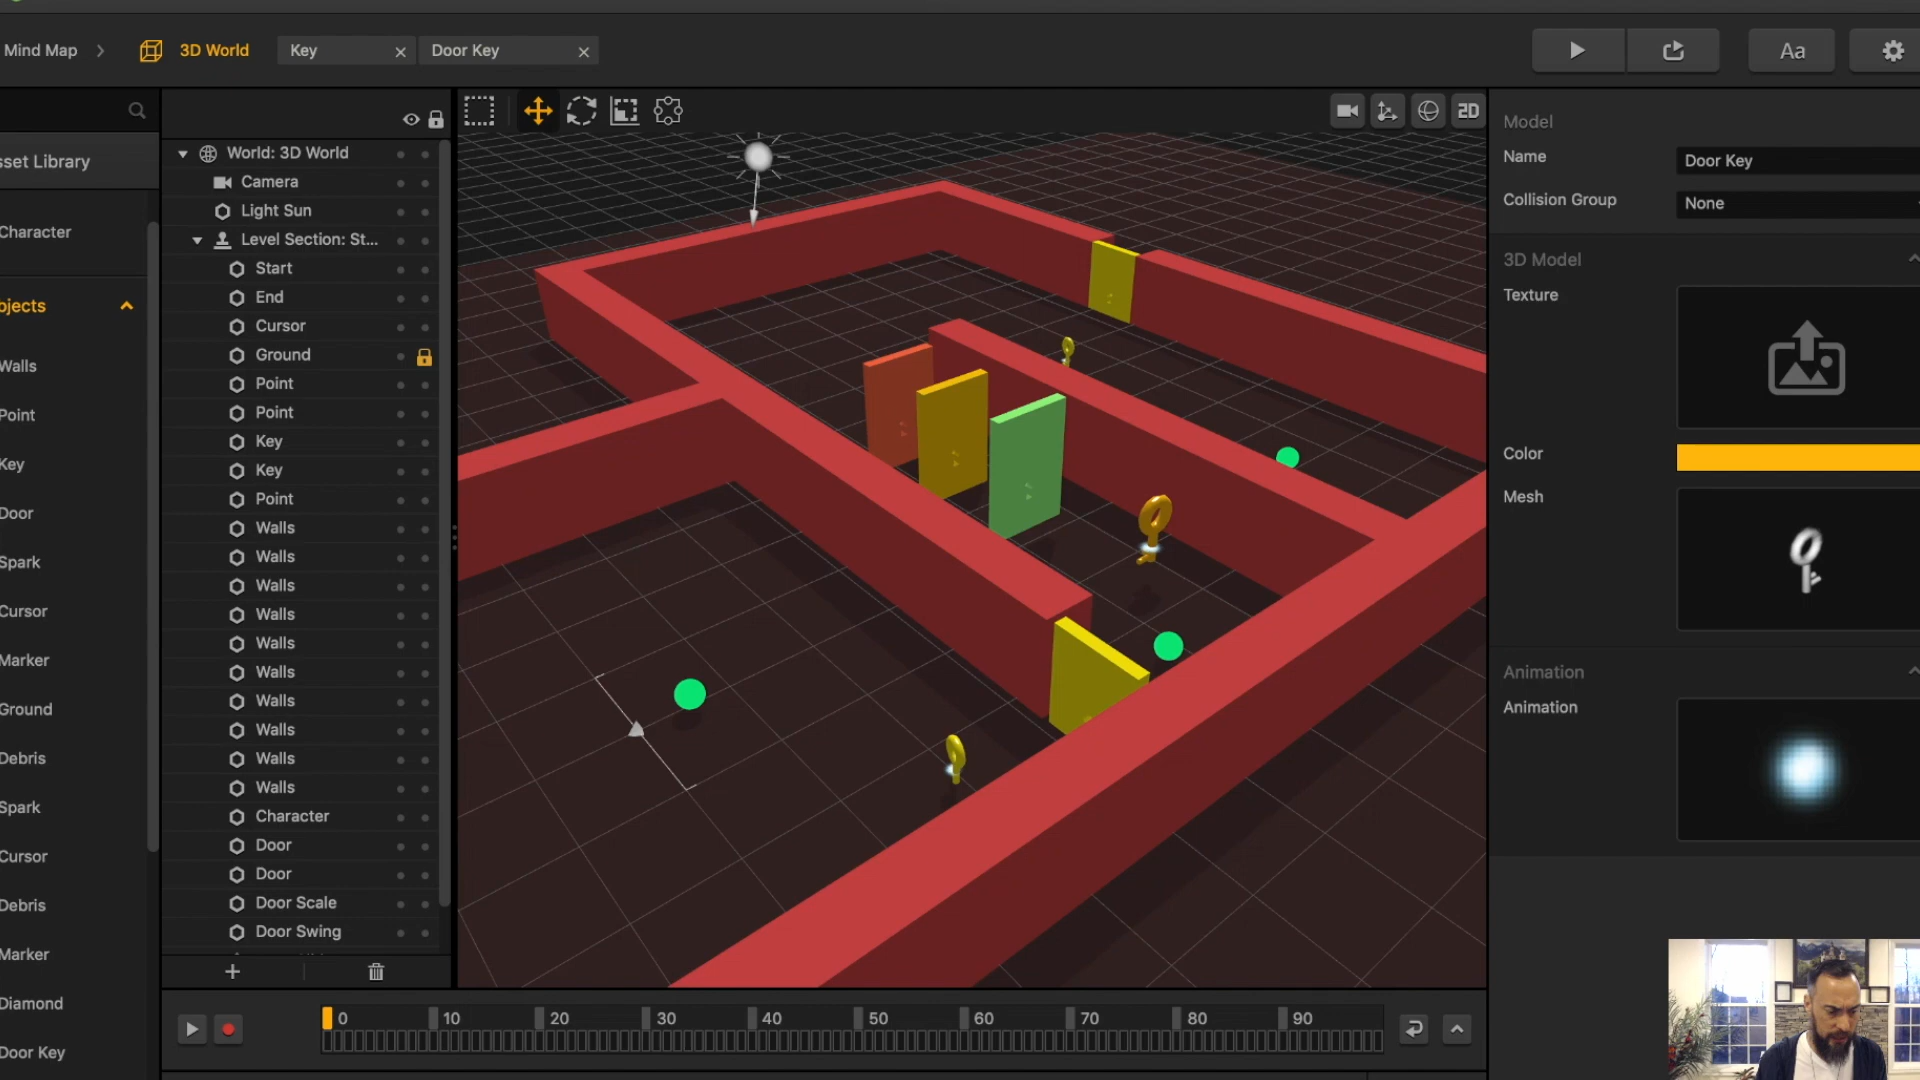 Mind Map
3D World
Key
Door Key
Aa
sset Library
Character
bjects
Walls
Point
Key
Door
Spark
Cursor
Marker
Ground
Debris
Spark
Cursor
Debris
Marker
Diamond
Door Key
World: 3D World
Camera
Light Sun
Level Section: St...
Start
End
Cursor
Ground
Point
Point
Key
Key
Point
Walls
Walls
Walls
Walls
Walls
Walls
Walls
Walls
Walls
Walls
Character
Door
Door
Door Scale
Door Swing
2D
Model
Name
Door Key
Collision Group
None
3D Model
Texture
Color
Mesh
Animation
Animation
0 10 20 30 40 50 60 70 80 90